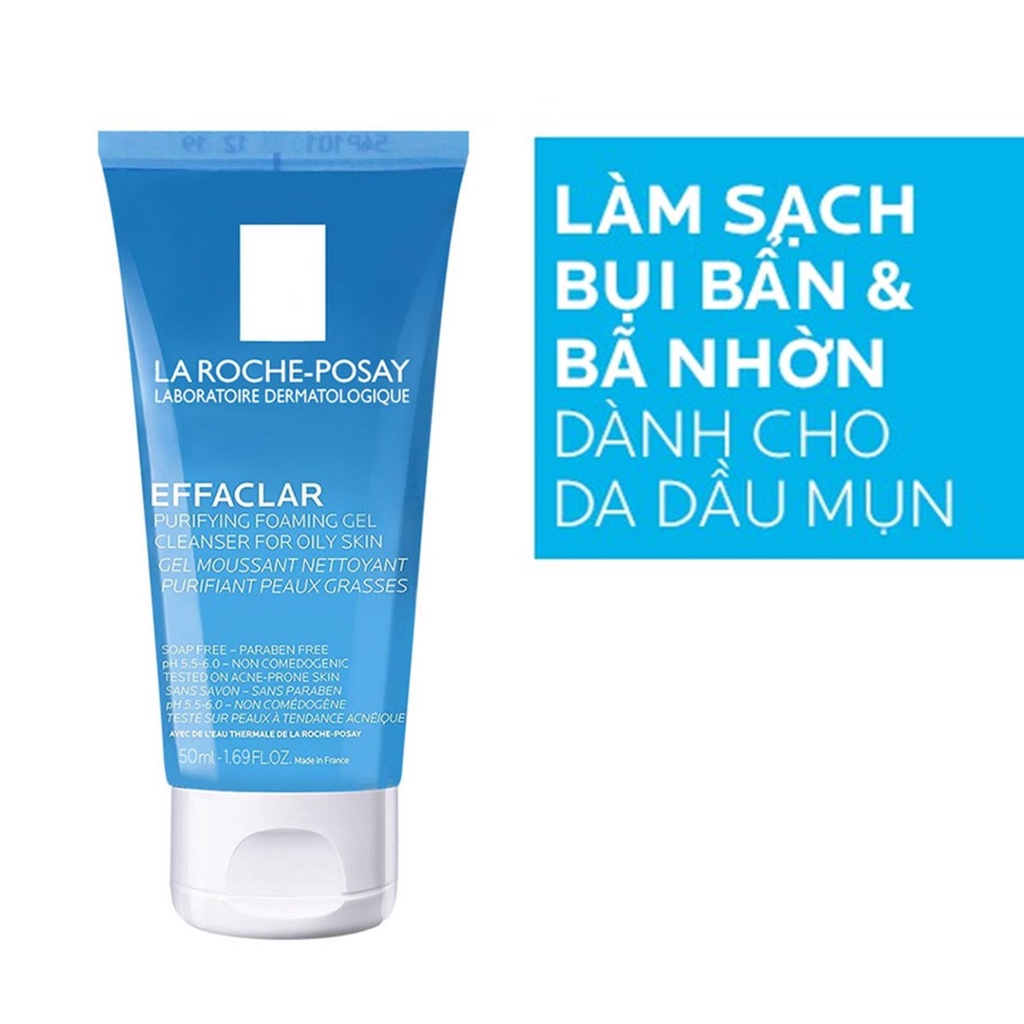 12 19
54P101
LA ROCHE-POSAY
LABORATOIRE DERMATOLOGIQUE
EFFACLAR
PURIFYING FOAMING GEL
CLEANSER FOR OILY SKIN
GEL MOUSSANT NETTOYANT
PURIFIANT PEAUX GRASSES
SOAP FREE – PARABEN FREE
pH 5.5-6.0 – NON COMEDOGENIC
TESTED ON ACNE-PRONE SKIN
SANS SAVON – SANS PARABEN
pH 5.5-6.0 – NON COMÉDOGÈNE
TESTÉ SUR PEAUX À TENDANCE ACNÉIQUE
AVEC DE L'EAU THERMALE DE LA ROCHE-POSAY
50ml - 1.69FL.OZ. Made in France
LÀM SẠCH
BỤI BẨN &
BÃ NHỜN
DÀNH CHO
DA DẦU MỤN